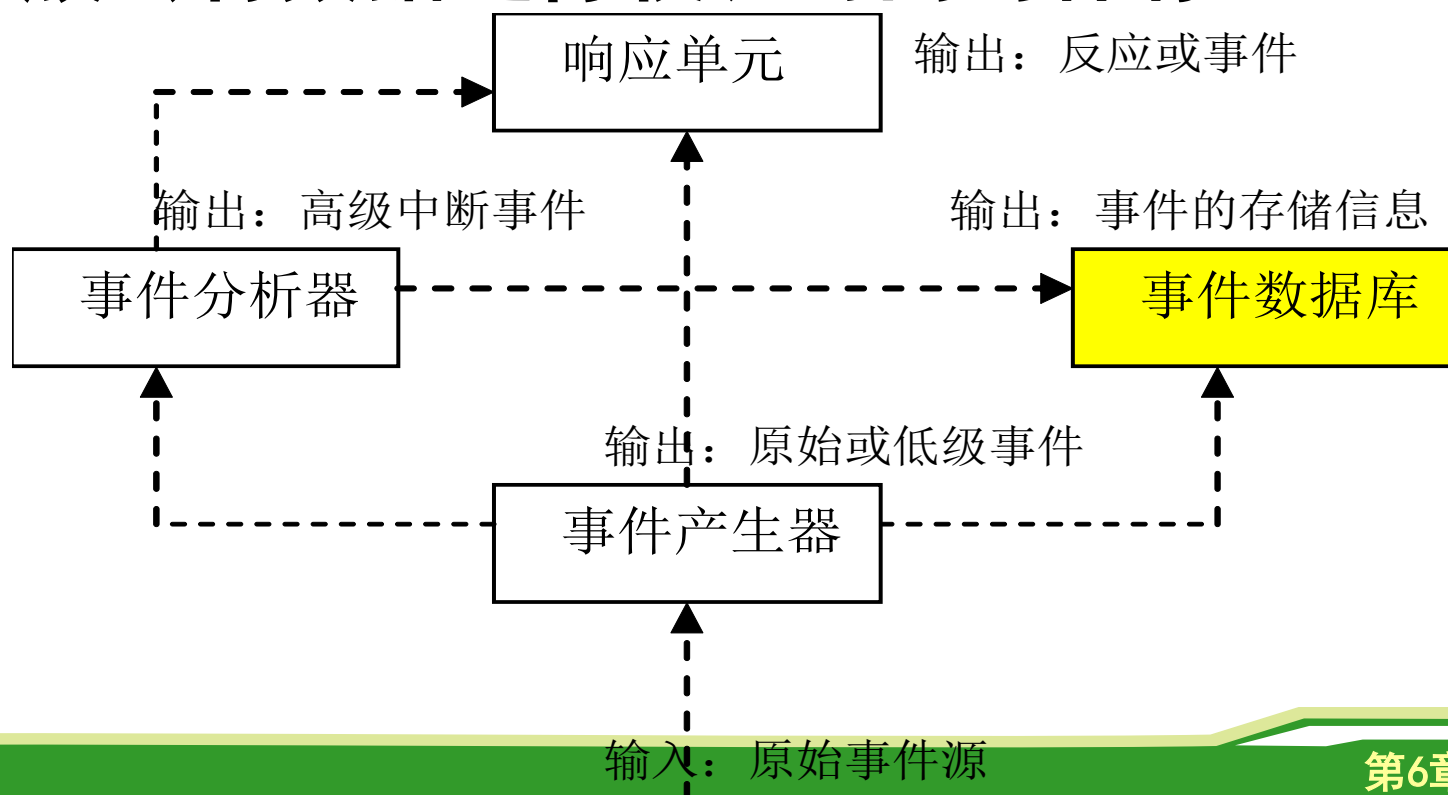 响应单元
输出：反应或事件
输出：高级中断事件
输出：事件的存储信息
事件分析器
事件数据库
输出：原始或低级事件
事件产生器
输入：原始事件源
第6章